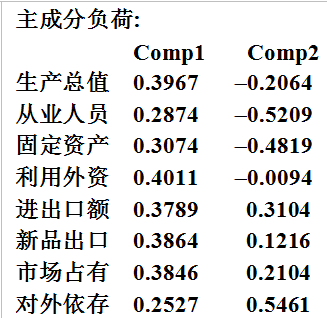 主成分负荷:
Comp1 Comp2
生产总值 0.3967 –0.2064
从业人员 0.2874 –0.5209
固定资产 0.3074 –0.4819
利用外资 0.4011 –0.0094
进出口额 0.3789 0.3104
新品出口 0.3864 0.1216
市场占有 0.3846 0.2104
对外依存 0.2527 0.5461